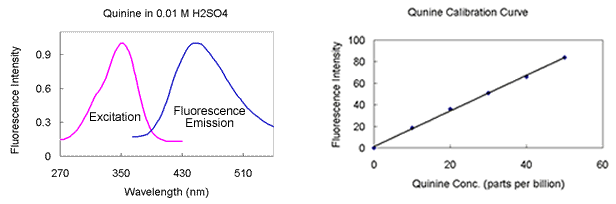 Quinine in 0.01 M H2SO4
Fluorescence Intensity
0.9
0.6
0.3
0
Excitation
Fluorescence
Emission
270
350
430
510
Wavelength (nm)
Qunine Calibration Curve
Fluorescence Intensity
100
80
60
40
20
0
0
20
40
60
Quinine Conc. (parts per billion)